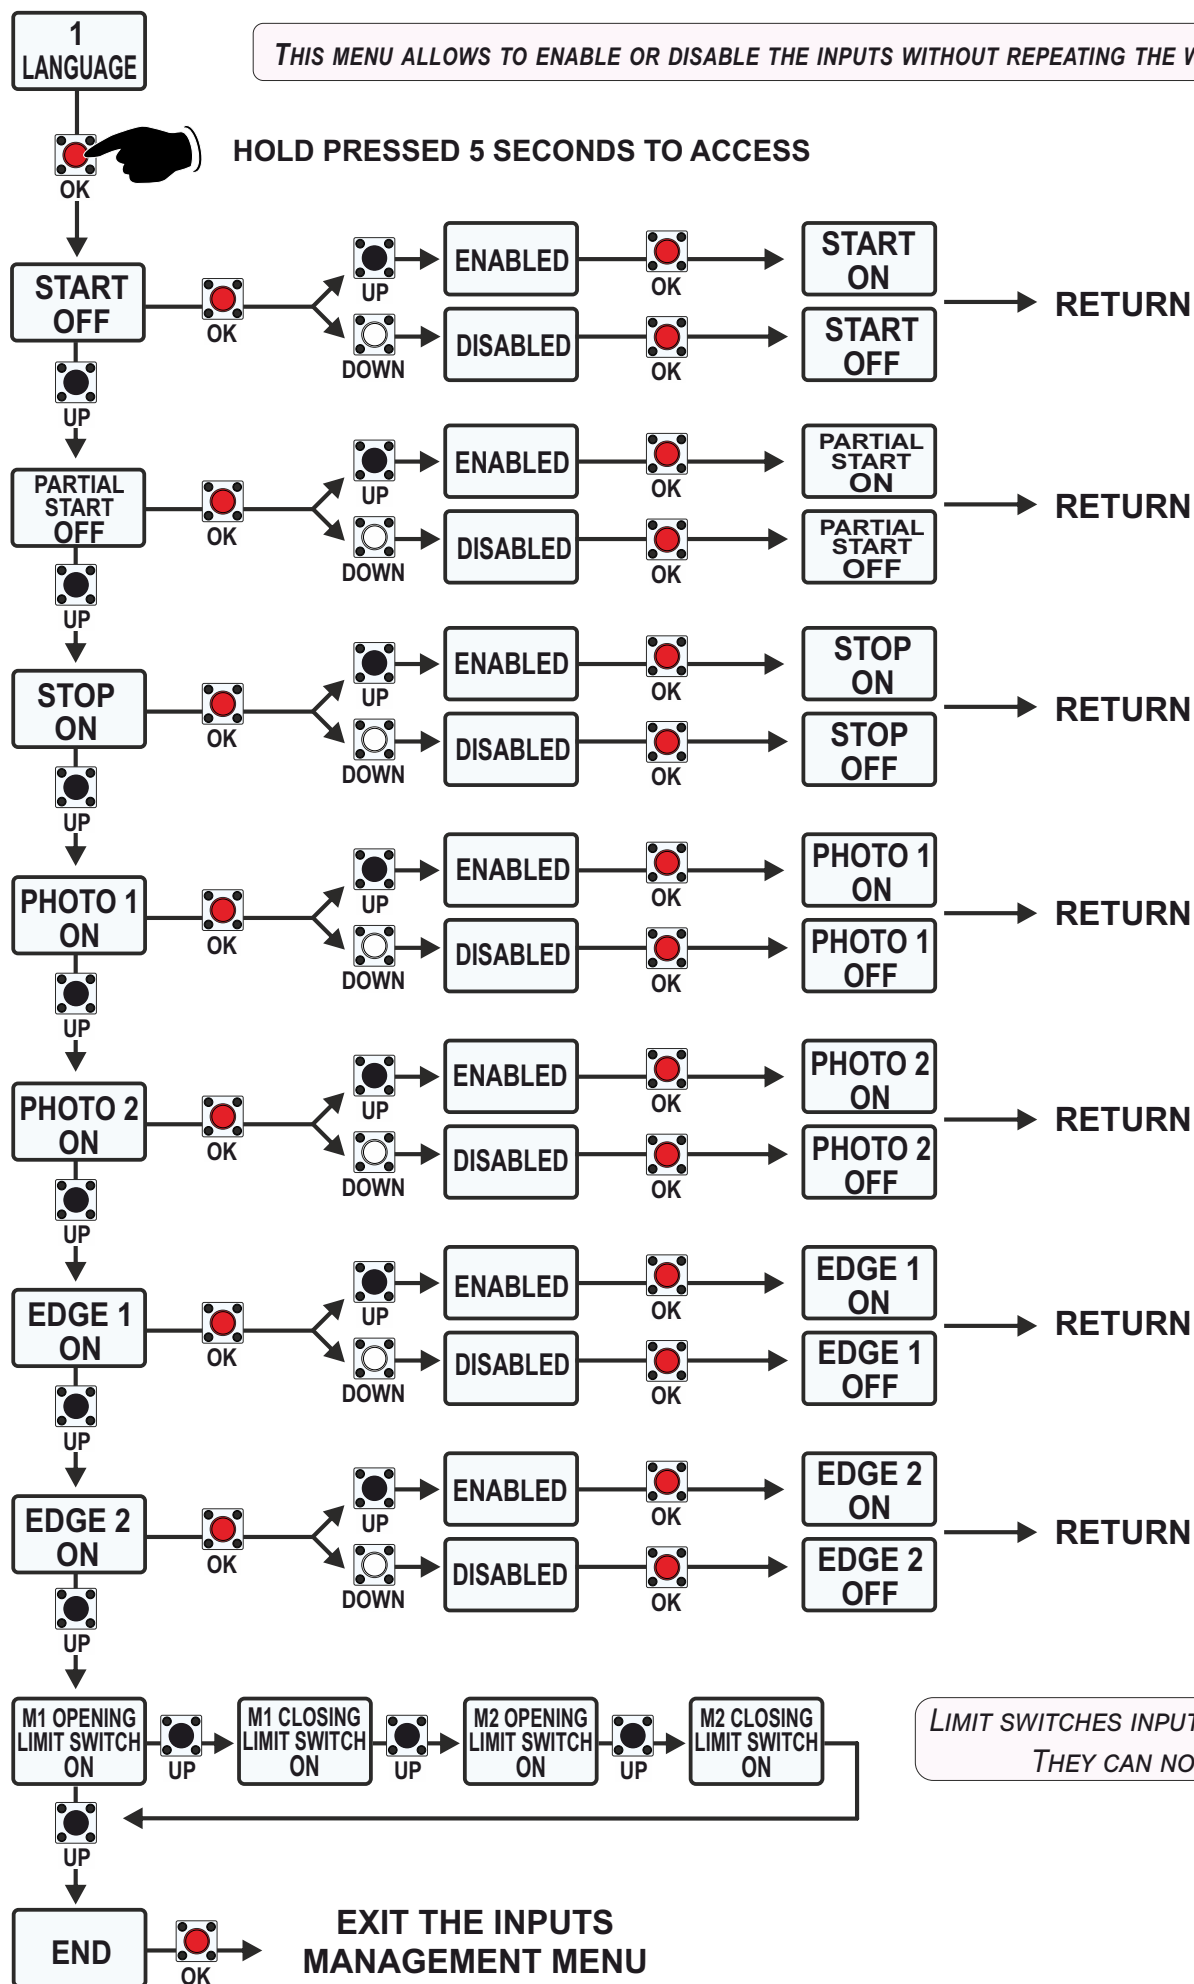 1
LANGUAGE
THIS MENU ALLOWS TO ENABLE OR DISABLE THE INPUTS WITHOUT REPEATING THE
OK
HOLD PRESSED 5 SECONDS TO ACCESS
START
OFF
OK
UP
DOWN
ENABLED
DISABLED
OK
OK
START
ON
START
OFF
RETURN
UP
PARTIAL
START
OFF
OK
UP
DOWN
ENABLED
DISABLED
OK
OK
PARTIAL
START
ON
PARTIAL
START
OFF
RETURN
UP
STOP
ON
OK
UP
DOWN
ENABLED
DISABLED
OK
OK
STOP
ON
STOP
OFF
RETURN
UP
PHOTO 1
ON
OK
UP
DOWN
ENABLED
DISABLED
OK
OK
PHOTO 1
ON
PHOTO 1
OFF
RETURN
UP
PHOTO 2
ON
OK
UP
DOWN
ENABLED
DISABLED
OK
OK
PHOTO 2
ON
PHOTO 2
OFF
RETURN
UP
EDGE 1
ON
OK
UP
DOWN
ENABLED
DISABLED
OK
OK
EDGE 1
ON
EDGE 1
OFF
RETURN
UP
EDGE 2
ON
OK
UP
DOWN
ENABLED
DISABLED
OK
OK
EDGE 2
ON
EDGE 2
OFF
RETURN
UP
M1 OPENING
LIMIT SWITCH
ON
UP
M1 CLOSING
LIMIT SWITCH
ON
UP
M2 OPENING
LIMIT SWITCH
ON
UP
M2 CLOSING
LIMIT SWITCH
ON
LIMIT SWITCHES INPUT
THEY CAN NO
UP
END
OK
EXIT THE INPUTS
MANAGEMENT MENU